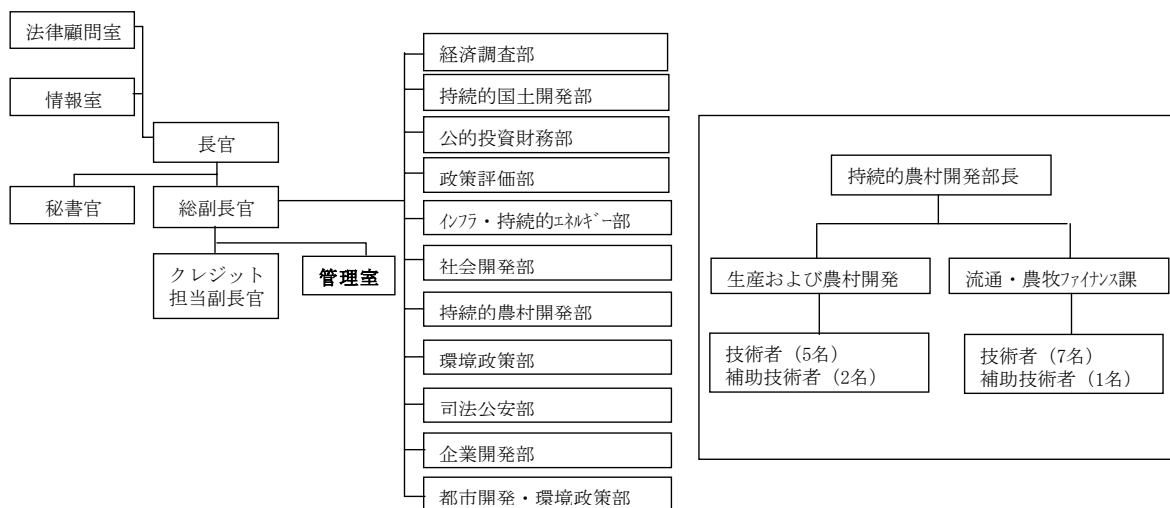 法律顧問室
情報室
長官
秘書官
総副長官
クレジット
担当副長官
管理室
経済調査部
持続的国土開発部
公的投資財務部
政策評価部
ｲﾝﾌﾗ・持続的ｴﾈﾙｷﾞｰ部
社会開発部
持続的農村開発部
環境政策部
司法公安部
企業開発部
都市開発・環境政策部
持続的農村開発部長
生産および農村開発
流通・農牧ﾌｧｲﾅﾝｽ課
技術者（5名）
補助技術者（2名）
技術者（7名）
補助技術者（1名）